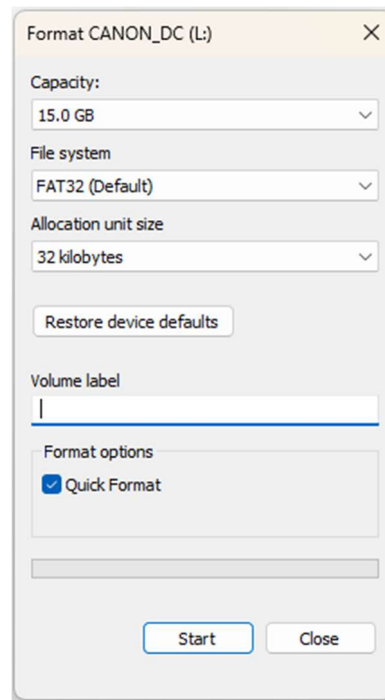 Format CANON_DC (L:)
Capacity:
15.0 GB
File system
FAT32 (Default)
Allocation unit size
32 kilobytes
Restore device defaults
Volume label
Format options
Quick Format
Start Close